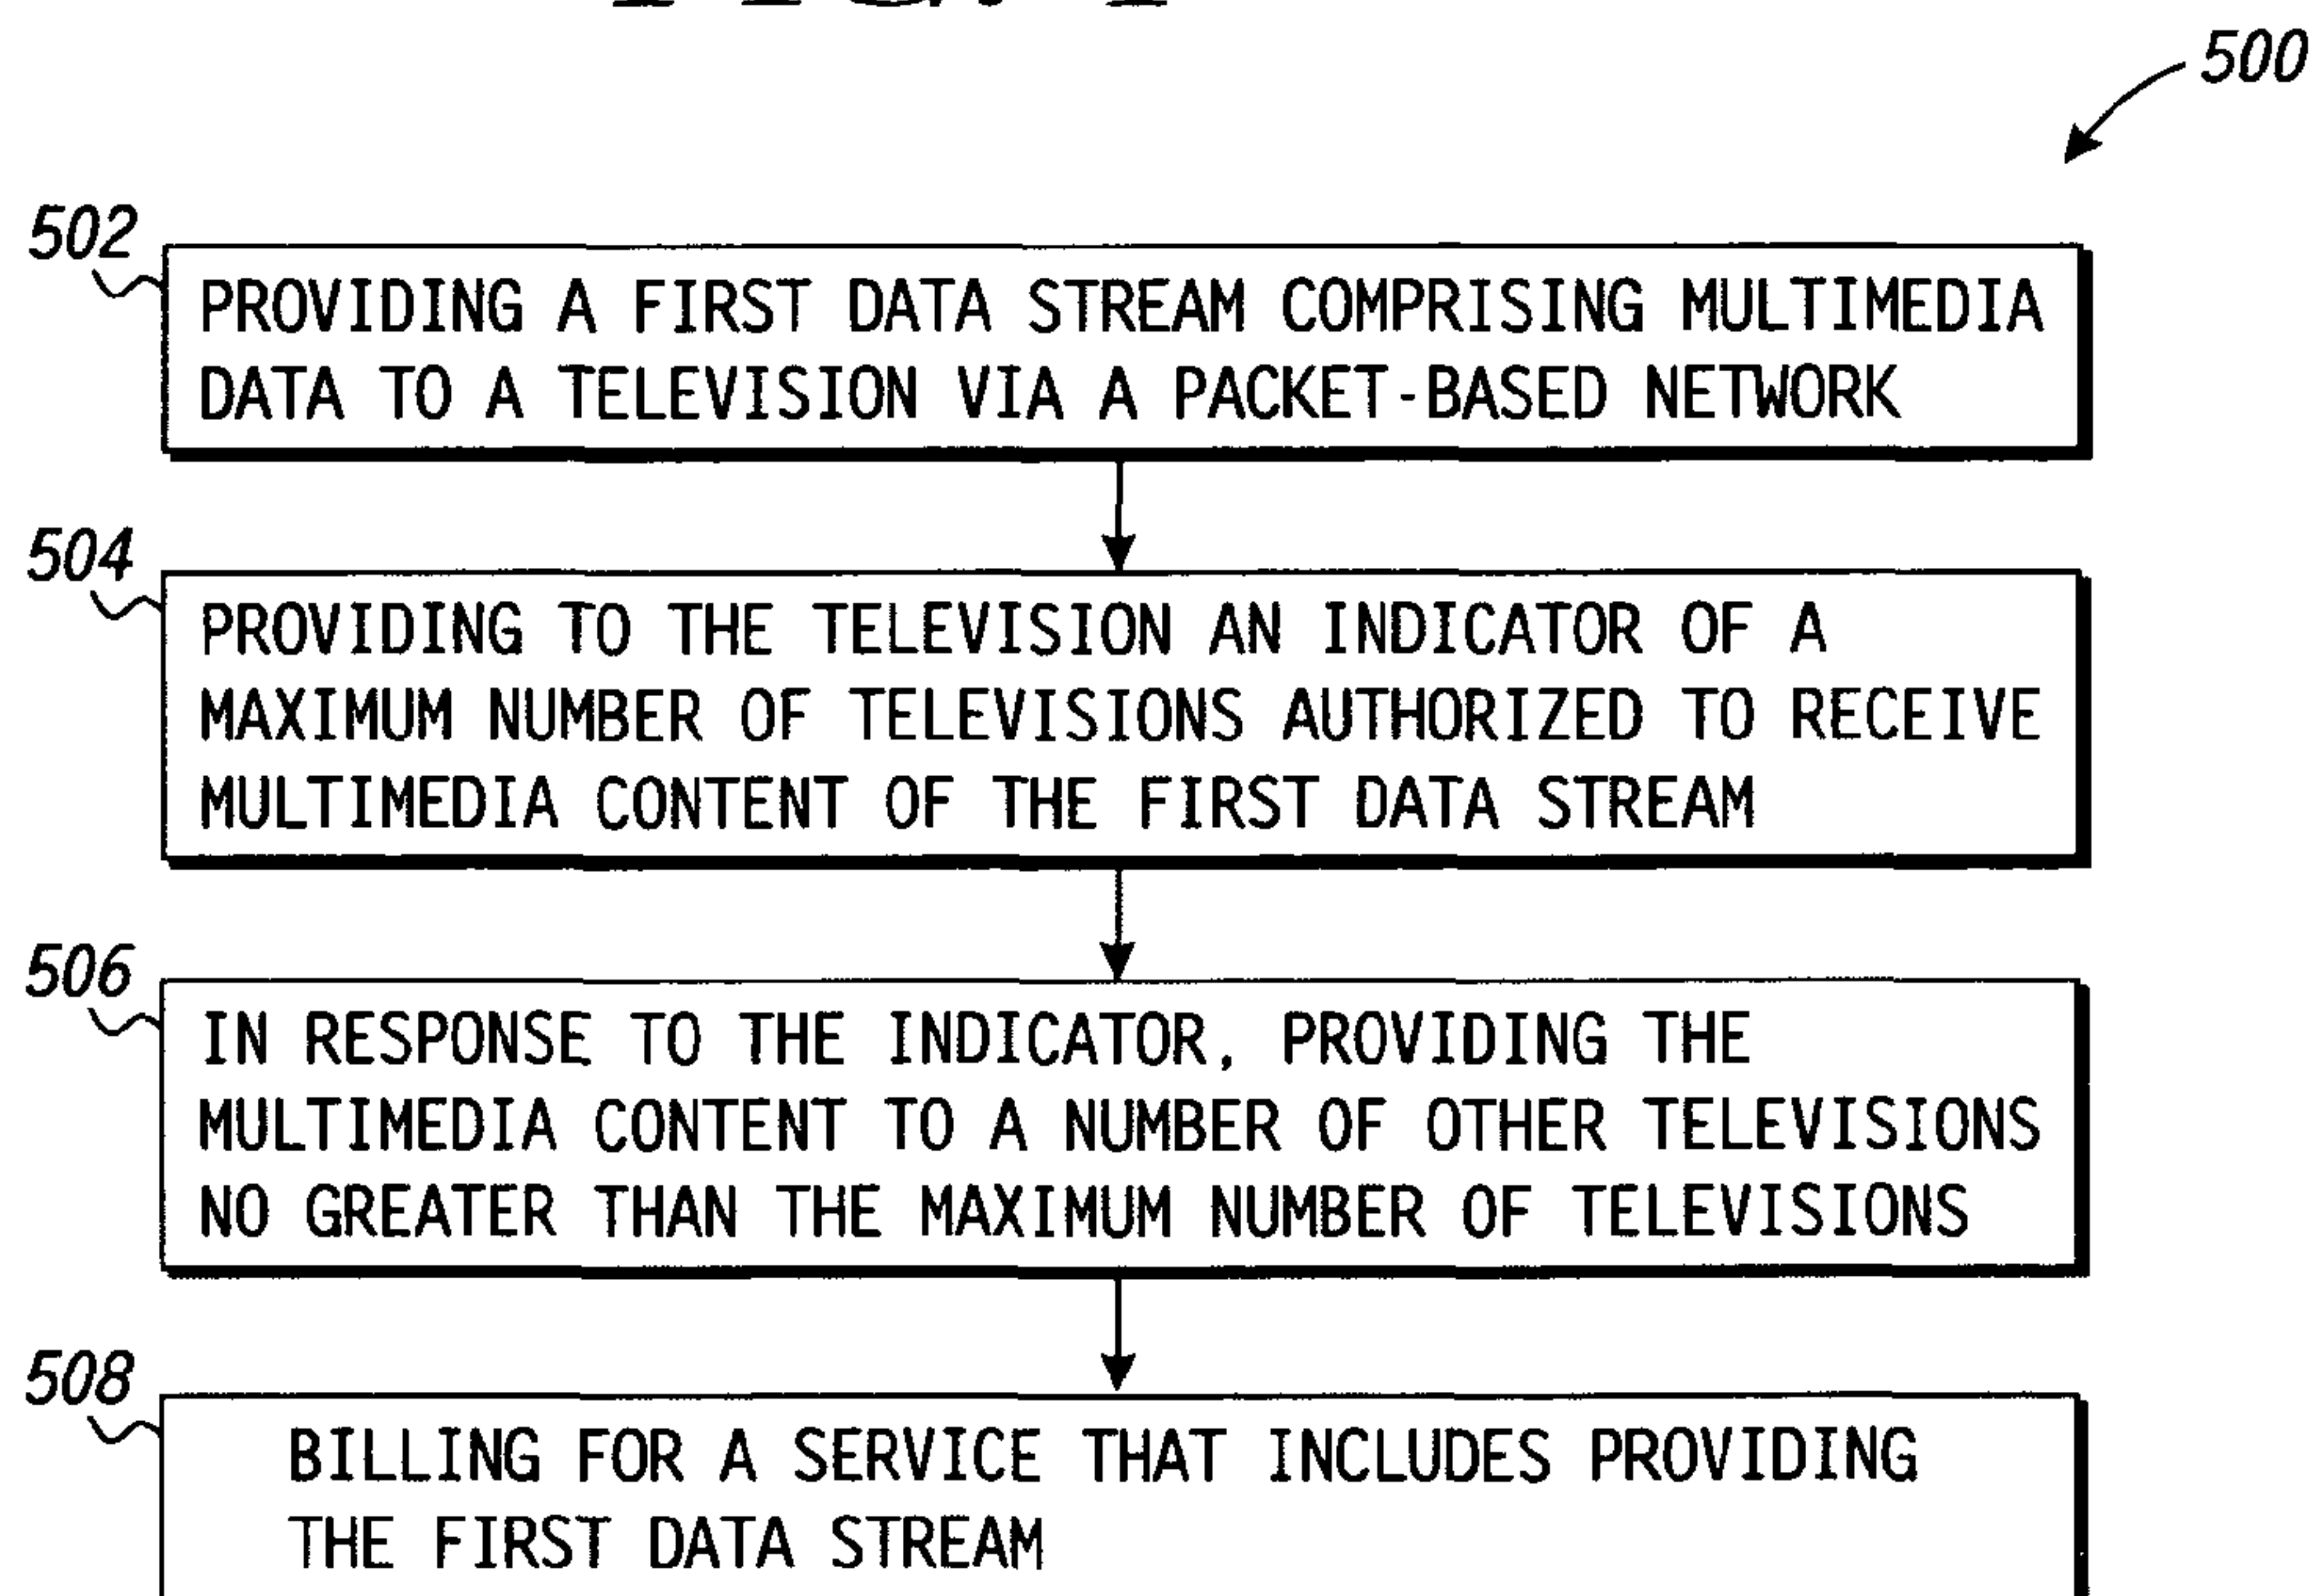 500
502
PROVIDING A FIRST DATA STREAM COMPRISING MULTIMEDIA
DATA TO A TELEVISION VIA A PACKET-BASED NETWORK
504
PROVIDING TO THE TELEVISION AN INDICATOR OF A
MAXIMUM NUMBER OF TELEVISIONS AUTHORIZED TO RECEIVE
MULTIMEDIA CONTENT OF THE FIRST DATA STREAM
506
IN RESPONSE TO THE INDICATOR, PROVIDING THE
MULTIMEDIA CONTENT TO A NUMBER OF OTHER TELEVISIONS
NO GREATER THAN THE MAXIMUM NUMBER OF TELEVISIONS
508
BILLING FOR A SERVICE THAT INCLUDES PROVIDING
THE FIRST DATA STREAM